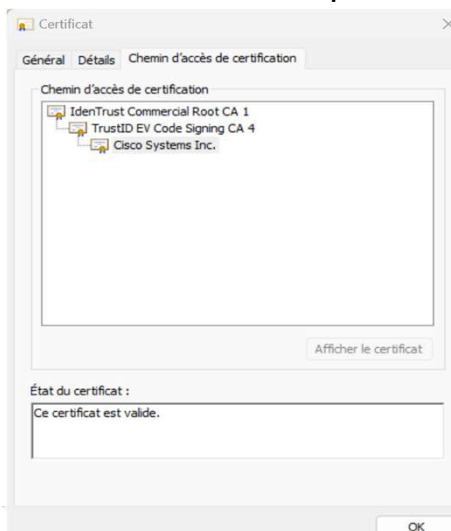 Certificat
Général Détails Chemin d'accès de certification
Chemin d'accès de certification
IdenTrust Commercial Root CA 1
TrustID EV Code Signing CA 4
Cisco Systems Inc.
Afficher le certificat
État du certificat :
Ce certificat est valide.
OK